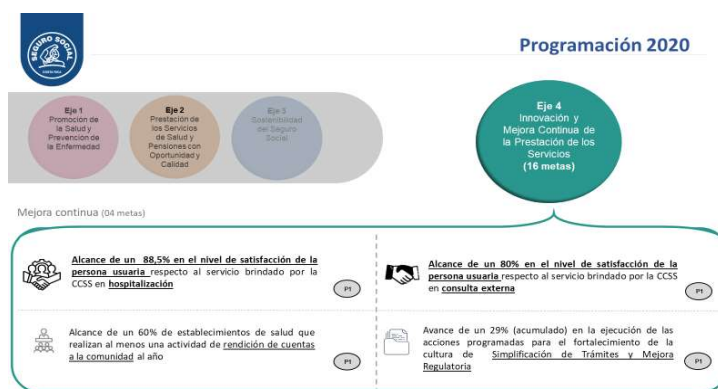 SEGURO SOCIAL
COSTA RICA
Programación 2020
Eje 1
Promoción de
la Salud y
Prevención de
la Enfermedad
Eje 2
Prestación de
los Servicios
de Salud y
Pensiones con
Oportunidad y
Calidad
Eje 3
Sostenibilidad
del Seguro
Social
Eje 4
Innovación y
Mejora Continua de
la Prestación de los
Servicios
(16 metas)
Mejora continua (04 metas)
Alcance de un 88,5% en el nivel de satisfacción de la
persona usuaria respecto al servicio brindado por la
CCSS en hospitalización
P1
Alcance de un 80% en el nivel de satisfacción de la
persona usuaria respecto al servicio brindado por la CCSS
en consulta externa
P1
Alcance de un 60% de establecimientos de salud que
realizan al menos una actividad de rendición de cuentas
a la comunidad al año
P1
Avance de un 29% (acumulado) en la ejecución de las
acciones programadas para el fortalecimiento de la
cultura de Simplificación de Trámites y Mejora
Regulatoria
P1